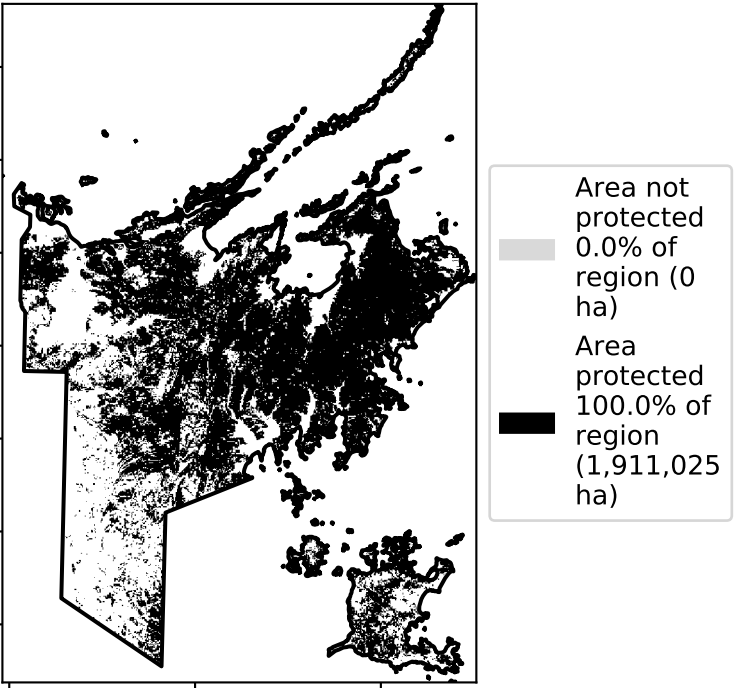 Area not
protected
0.0% of
region (0
ha)
Area
protected
100.0% of
region
(1,911,025
ha)